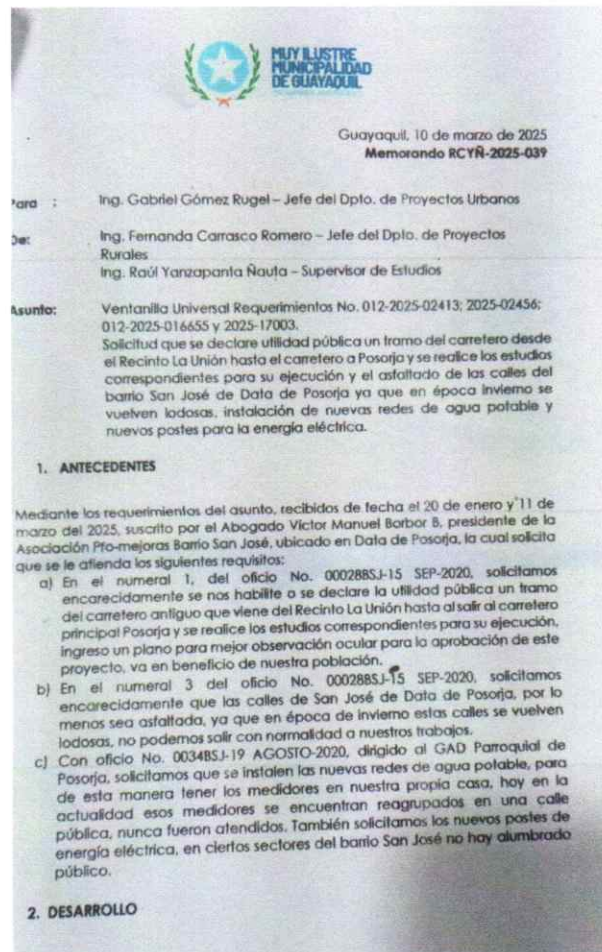 MUY ILUSTRE
MUNICIPALIDAD
DE GUAYAQUIL
Guayaquil, 10 de marzo de 2025
Memorando RCYÑ-2025-039
Para :
Ing. Gabriel Gómez Rugel – Jefe del Dpto. de Proyectos Urbanos
De:
Ing. Fernanda Carrasco Romero – Jefe del Dpto. de Proyectos
Rurales
Ing. Raúl Yanzapanta Ñauta – Supervisor de Estudios
Asunto:
Ventanilla Universal Requerimientos No. 012-2025-02413; 2025-02456;
012-2025-016655 y 2025-17003.
Solicitud que se declare utilidad pública un tramo del carretero desde
el Recinto La Unión hasta el carretero a Posorja y se realice los estudios
correspondientes para su ejecución y el asfaltado de las calles del
barrio San José de Data de Posorja ya que en época invierno se
vuelven lodosas, instalación de nuevas redes de agua potable y
nuevos postes para la energía eléctrica.
1. ANTECEDENTES
Mediante los requerimientos del asunto, recibidos de fecha el 20 de enero y 11 de
marzo del 2025, suscrito por el Abogado Víctor Manuel Borbor B, presidente de la
Asociación Pro-mejoras Barrio San José, ubicado en Data de Posorja, la cual solicita
que se le atienda los siguientes requisitos:
a) En el numeral 1, del oficio No. 00028BSJ-15 SEP-2020, solicitamos
encarecidamente se nos habilite o se declare la utilidad pública un tramo
del carretero antiguo que viene del Recinto La Unión hasta al salir al carretero
principal Posorja y se realice los estudios correspondientes para su ejecución,
ingreso un plano para mejor observación ocular para la aprobación de este
proyecto, va en beneficio de nuestra población.
b) En el numeral 3 del oficio No. 00028BSJ-15 SEP-2020, solicitamos
encarecidamente que las calles de San José de Data de Posorja, por lo
menos sea asfaltada, ya que en época de invierno estas calles se vuelven
lodosas, no podemos salir con normalidad a nuestros trabajos.
c) Con oficio No. 0034BSJ-19 AGOSTO-2020, dirigido al GAD Parroquial de
Posorja, solicitamos que se instalen las nuevas redes de agua potable, para
de esta manera tener los medidores en nuestra propia casa, hoy en la
actualidad esos medidores se encuentran reagrupados en una calle
pública, nunca fueron atendidos. También solicitamos los nuevos postes de
energía eléctrica, en ciertos sectores del barrio San José no hay alumbrado
público.
2. DESARROLLO